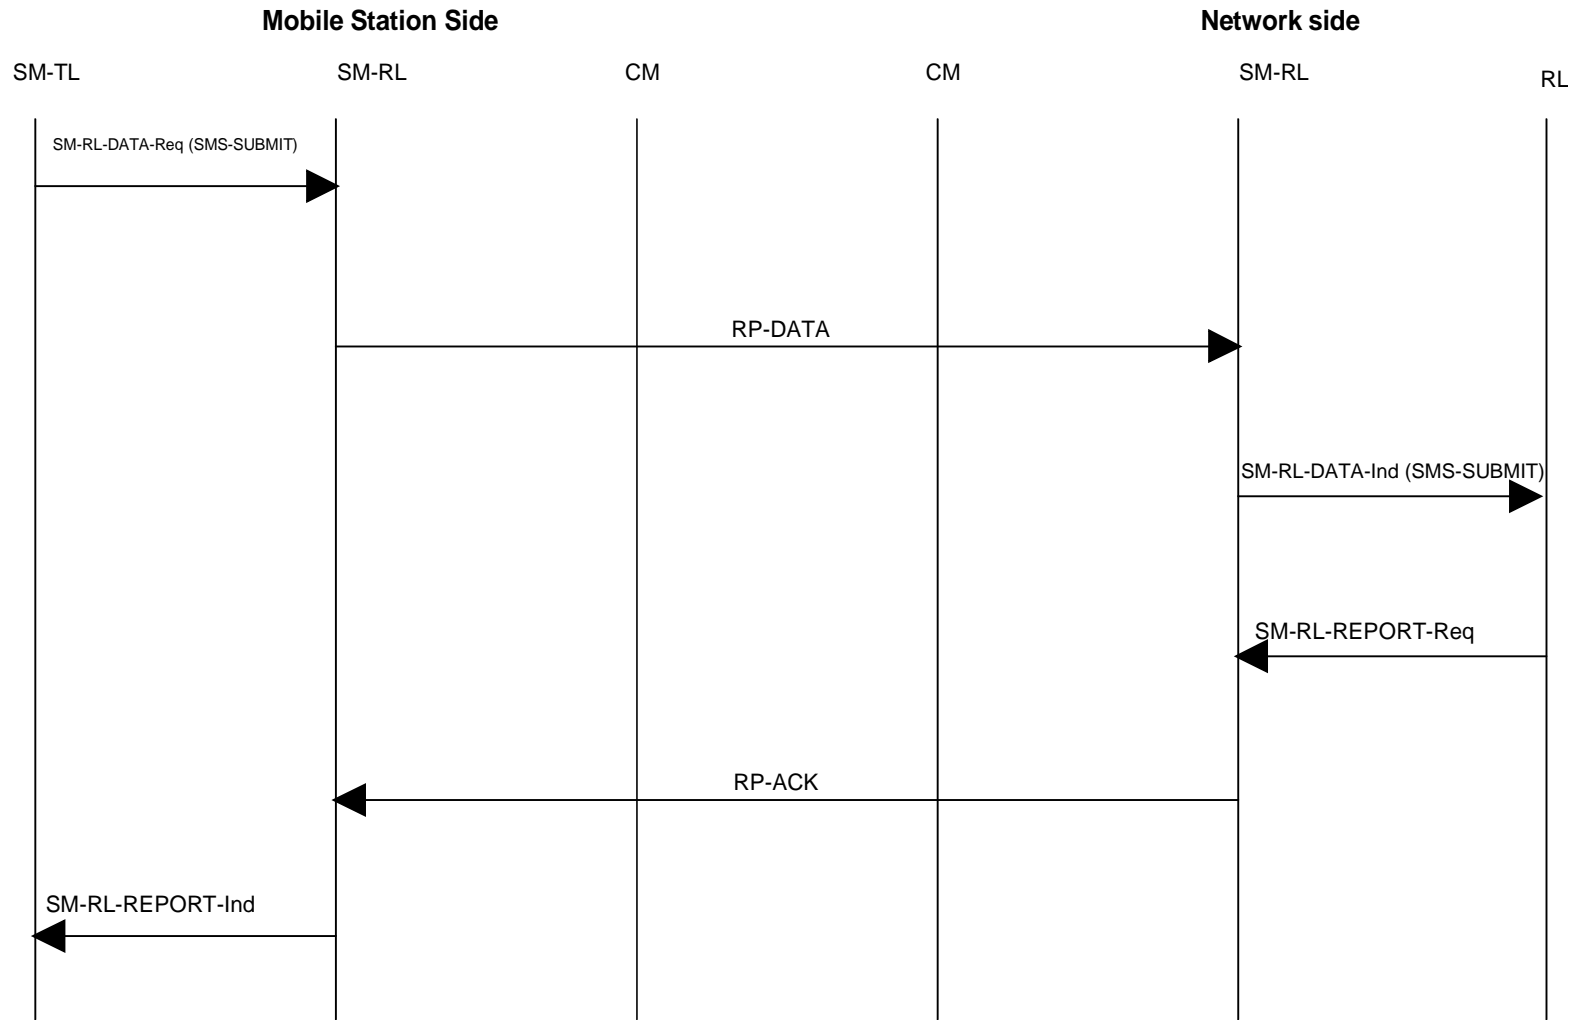 Mobile Station Side
Network side
SM-TL
SM-RL
CM
CM
SM-RL
RL
SM-RL-DATA-Req (SMS-SUBMIT)
RP-DATA
SM-RL-DATA-Ind (SMS-SUBMIT)
SM-RL-REPORT-Req
RP-ACK
SM-RL-REPORT-Ind